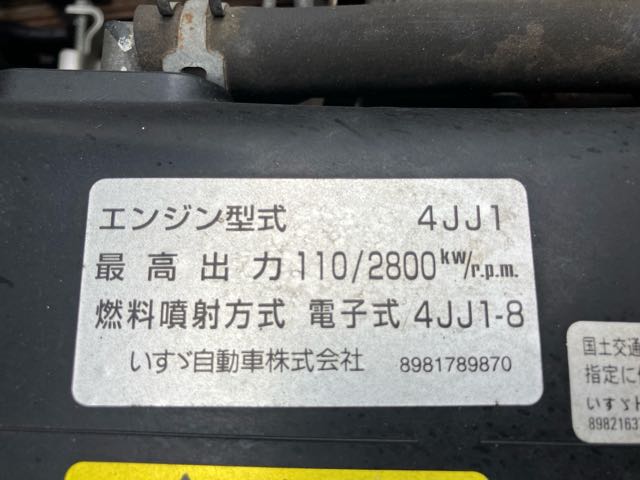 エンジン型式 4JJ1
最高出力 110/2800 kw/r.p.m.
燃料噴射方式 電子式 4JJ1-8
いすゞ自動車株式会社 8981789870
国土交通
指定に
いすゞ
8982163